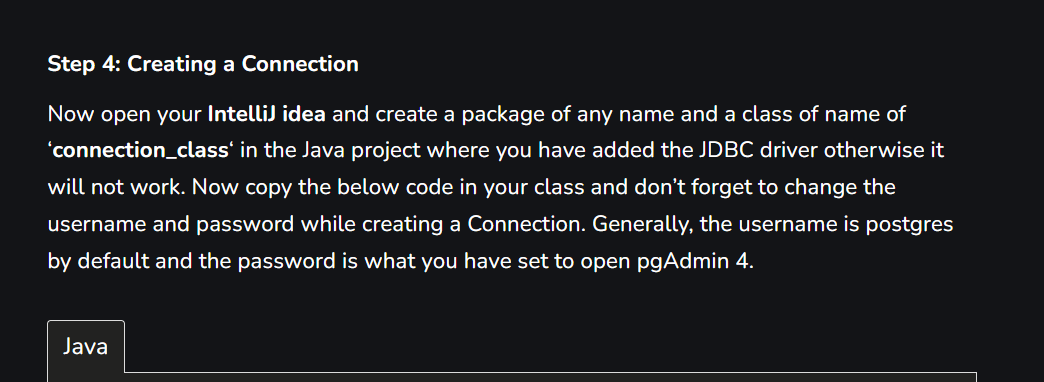 Step 4: Creating a Connection
Now open your IntelliJ idea and create a package of any name and a class of name of
‘connection_class‘ in the Java project where you have added the JDBC driver otherwise it
will not work. Now copy the below code in your class and don’t forget to change the
username and password while creating a Connection. Generally, the username is postgres
by default and the password is what you have set to open pgAdmin 4.
Java